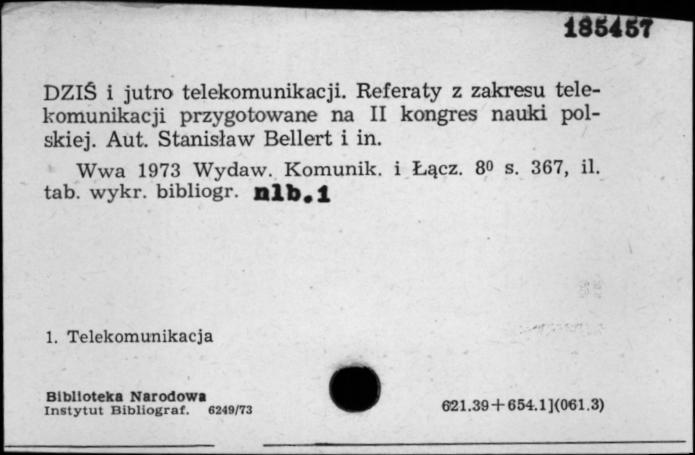 185457
DZIŚ i jutro telekomunikacji. Referaty z zakresu tele-
komunikacji przygotowane na II kongres nauki pol-
skiej. Aut. Stanisław Bellert i in.
Wwa 1973 Wydaw. Komunik. i Łącz. 8⁰ s. 367, il.
tab. wykr. bibliogr. nlb.1
1. Telekomunikacja
Biblioteka Narodowa
Instytut Bibliograf. 6249/73
621.39+654.1](061.3)